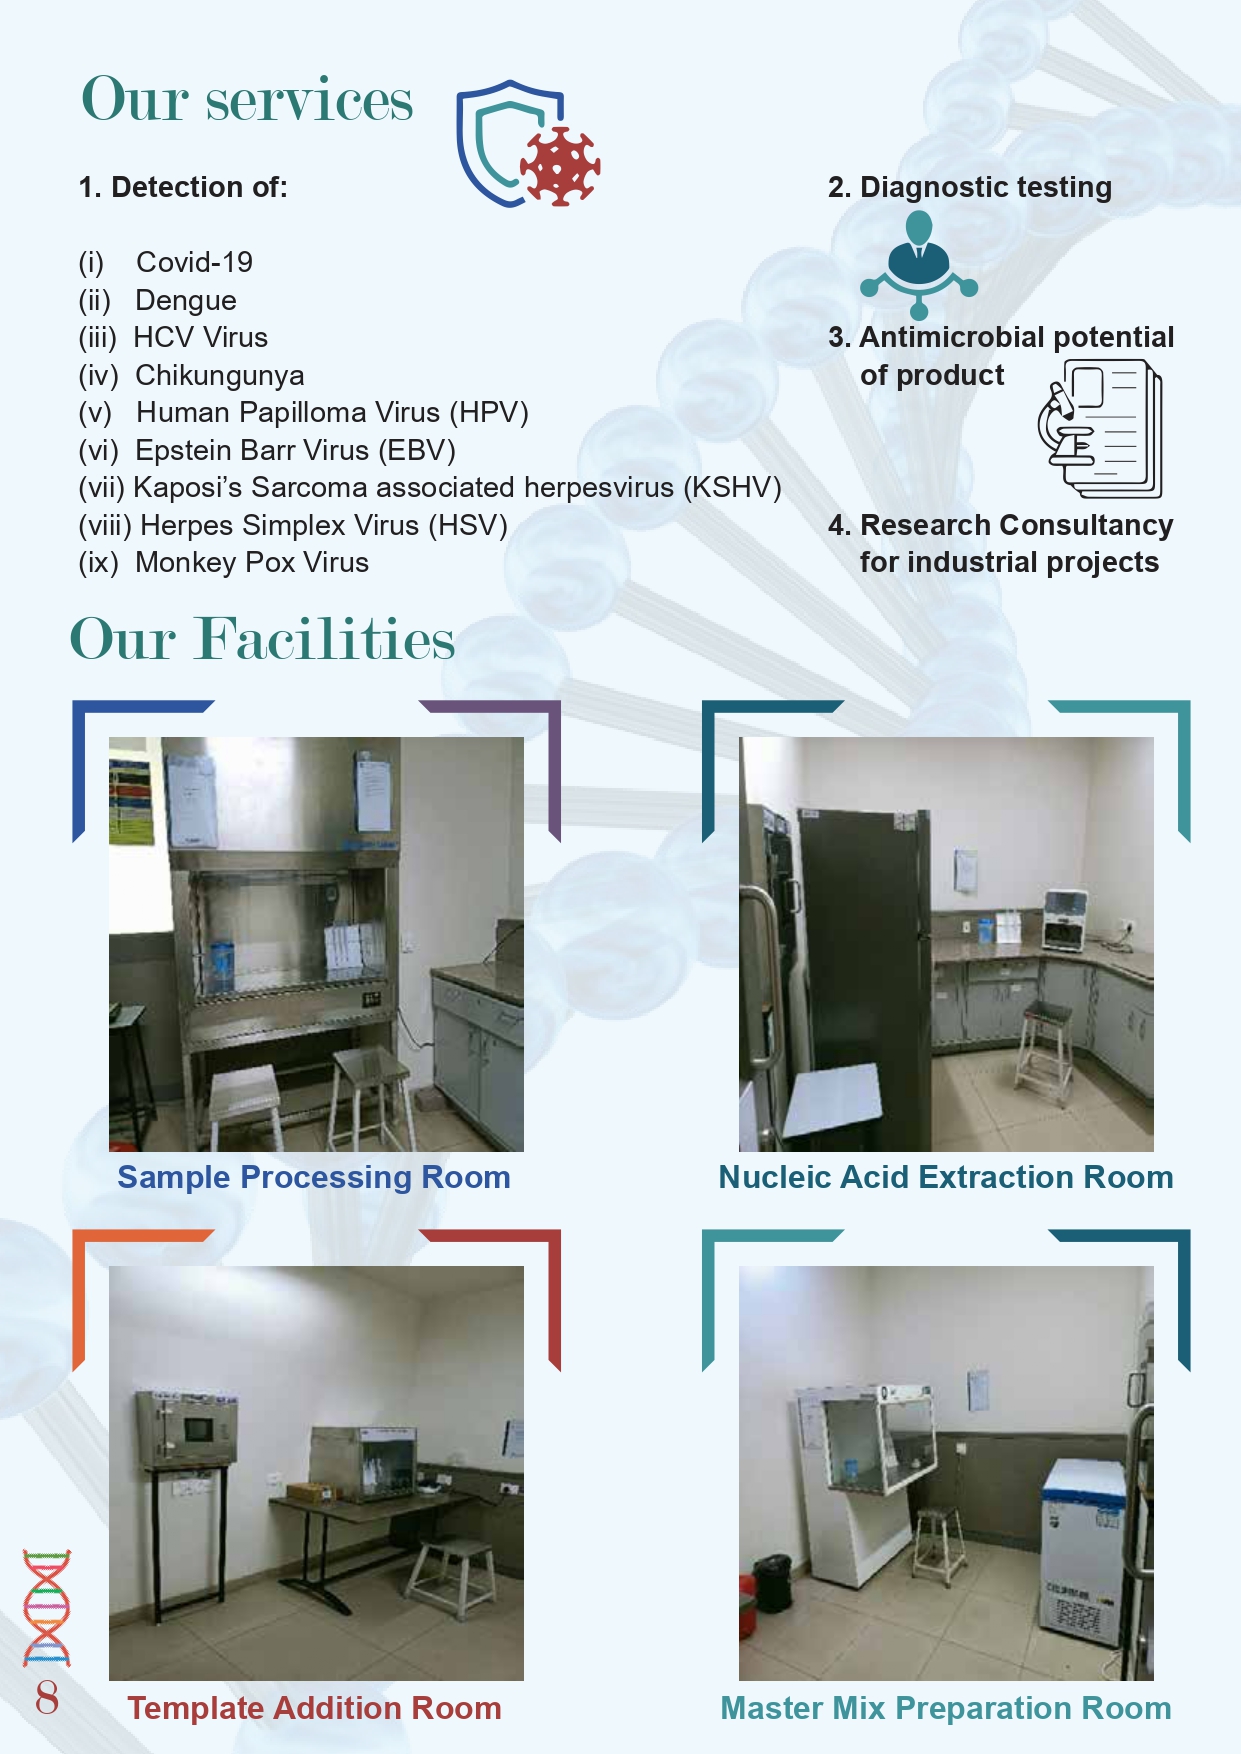 Our services
1. Detection of:
(i) Covid-19
(ii) Dengue
(iii) HCV Virus
(iv) Chikungunya
(v) Human Papilloma Virus (HPV)
(vi) Epstein Barr Virus (EBV)
(vii) Kaposi’s Sarcoma associated herpesvirus (KSHV)
(viii) Herpes Simplex Virus (HSV)
(ix) Monkey Pox Virus
2. Diagnostic testing
3. Antimicrobial potential
of product
4. Research Consultancy
for industrial projects
Our Facilities
Sample Processing Room
Nucleic Acid Extraction Room
Template Addition Room
Master Mix Preparation Room
8